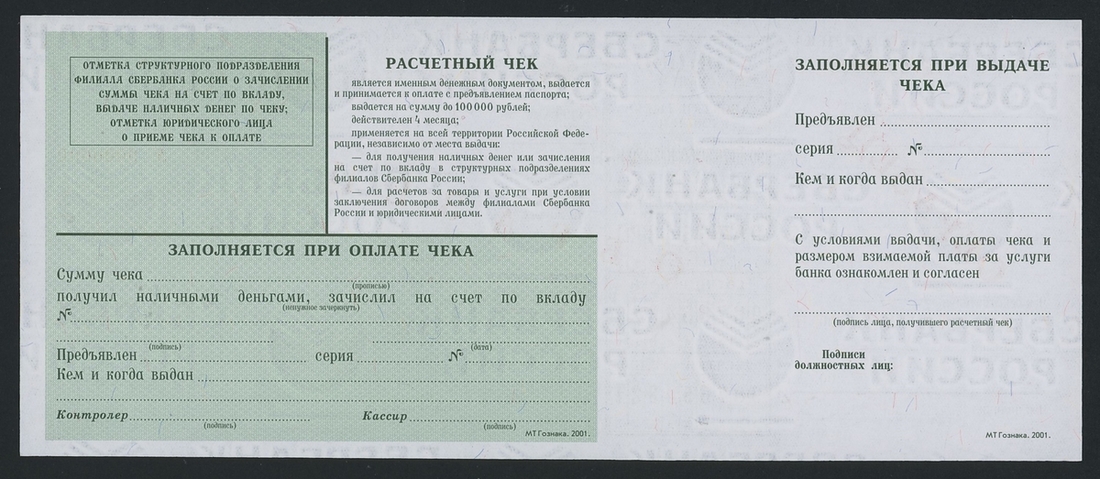 ОТМЕТКА СТРУКТУРНОГО ПОДРАЗДЕЛЕНИЯ
ФИЛИАЛА СБЕРБАНКА РОССИИ О ЗАЧИСЛЕНИИ
СУММЫ ЧЕКА НА СЧЕТ ПО ВКЛАДУ,
ВЫДАЧЕ НАЛИЧНЫХ ДЕНЕГ ПО ЧЕКУ;
ОТМЕТКА ЮРИДИЧЕСКОГО ЛИЦА
О ПРИЕМЕ ЧЕКА К ОПЛАТЕ
РАСЧЕТНЫЙ ЧЕК
является именным денежным документом, выдается
и принимается к оплате с предъявлением паспорта;
выдается на сумму до 100 000 рублей;
действителен 4 месяца;
применяется на всей территории Российской Феде-
рации, независимо от места выдачи:
— для получения наличных денег или зачисления
на счет по вкладу в структурных подразделениях
филиалов Сбербанка России;
— для расчетов за товары и услуги при условии
заключения договоров между филиалами Сбербанка
России и юридическими лицами.
ЗАПОЛНЯЕТСЯ ПРИ ОПЛАТЕ ЧЕКА
Сумму чека
(прописью)
получил наличными деньгами, зачислил на счет по вкладу
(ненужное зачеркнуть)
№
(подпись) (дата)
Предъявлен серия №
Кем и когда выдан
Контролер Кассир
(подпись) (подпись)
МТ Гознака. 2001.
ЗАПОЛНЯЕТСЯ ПРИ ВЫДАЧЕ
ЧЕКА
Предъявлен
серия №
Кем и когда выдан
С условиями выдачи, оплаты чека и
размером взимаемой платы за услуги
банка ознакомлен и согласен
(подпись лица, получившего расчетный чек)
Подписи
должностных лиц:
МТ Гознака. 2001.
СБЕРБАНК
РОССИИ